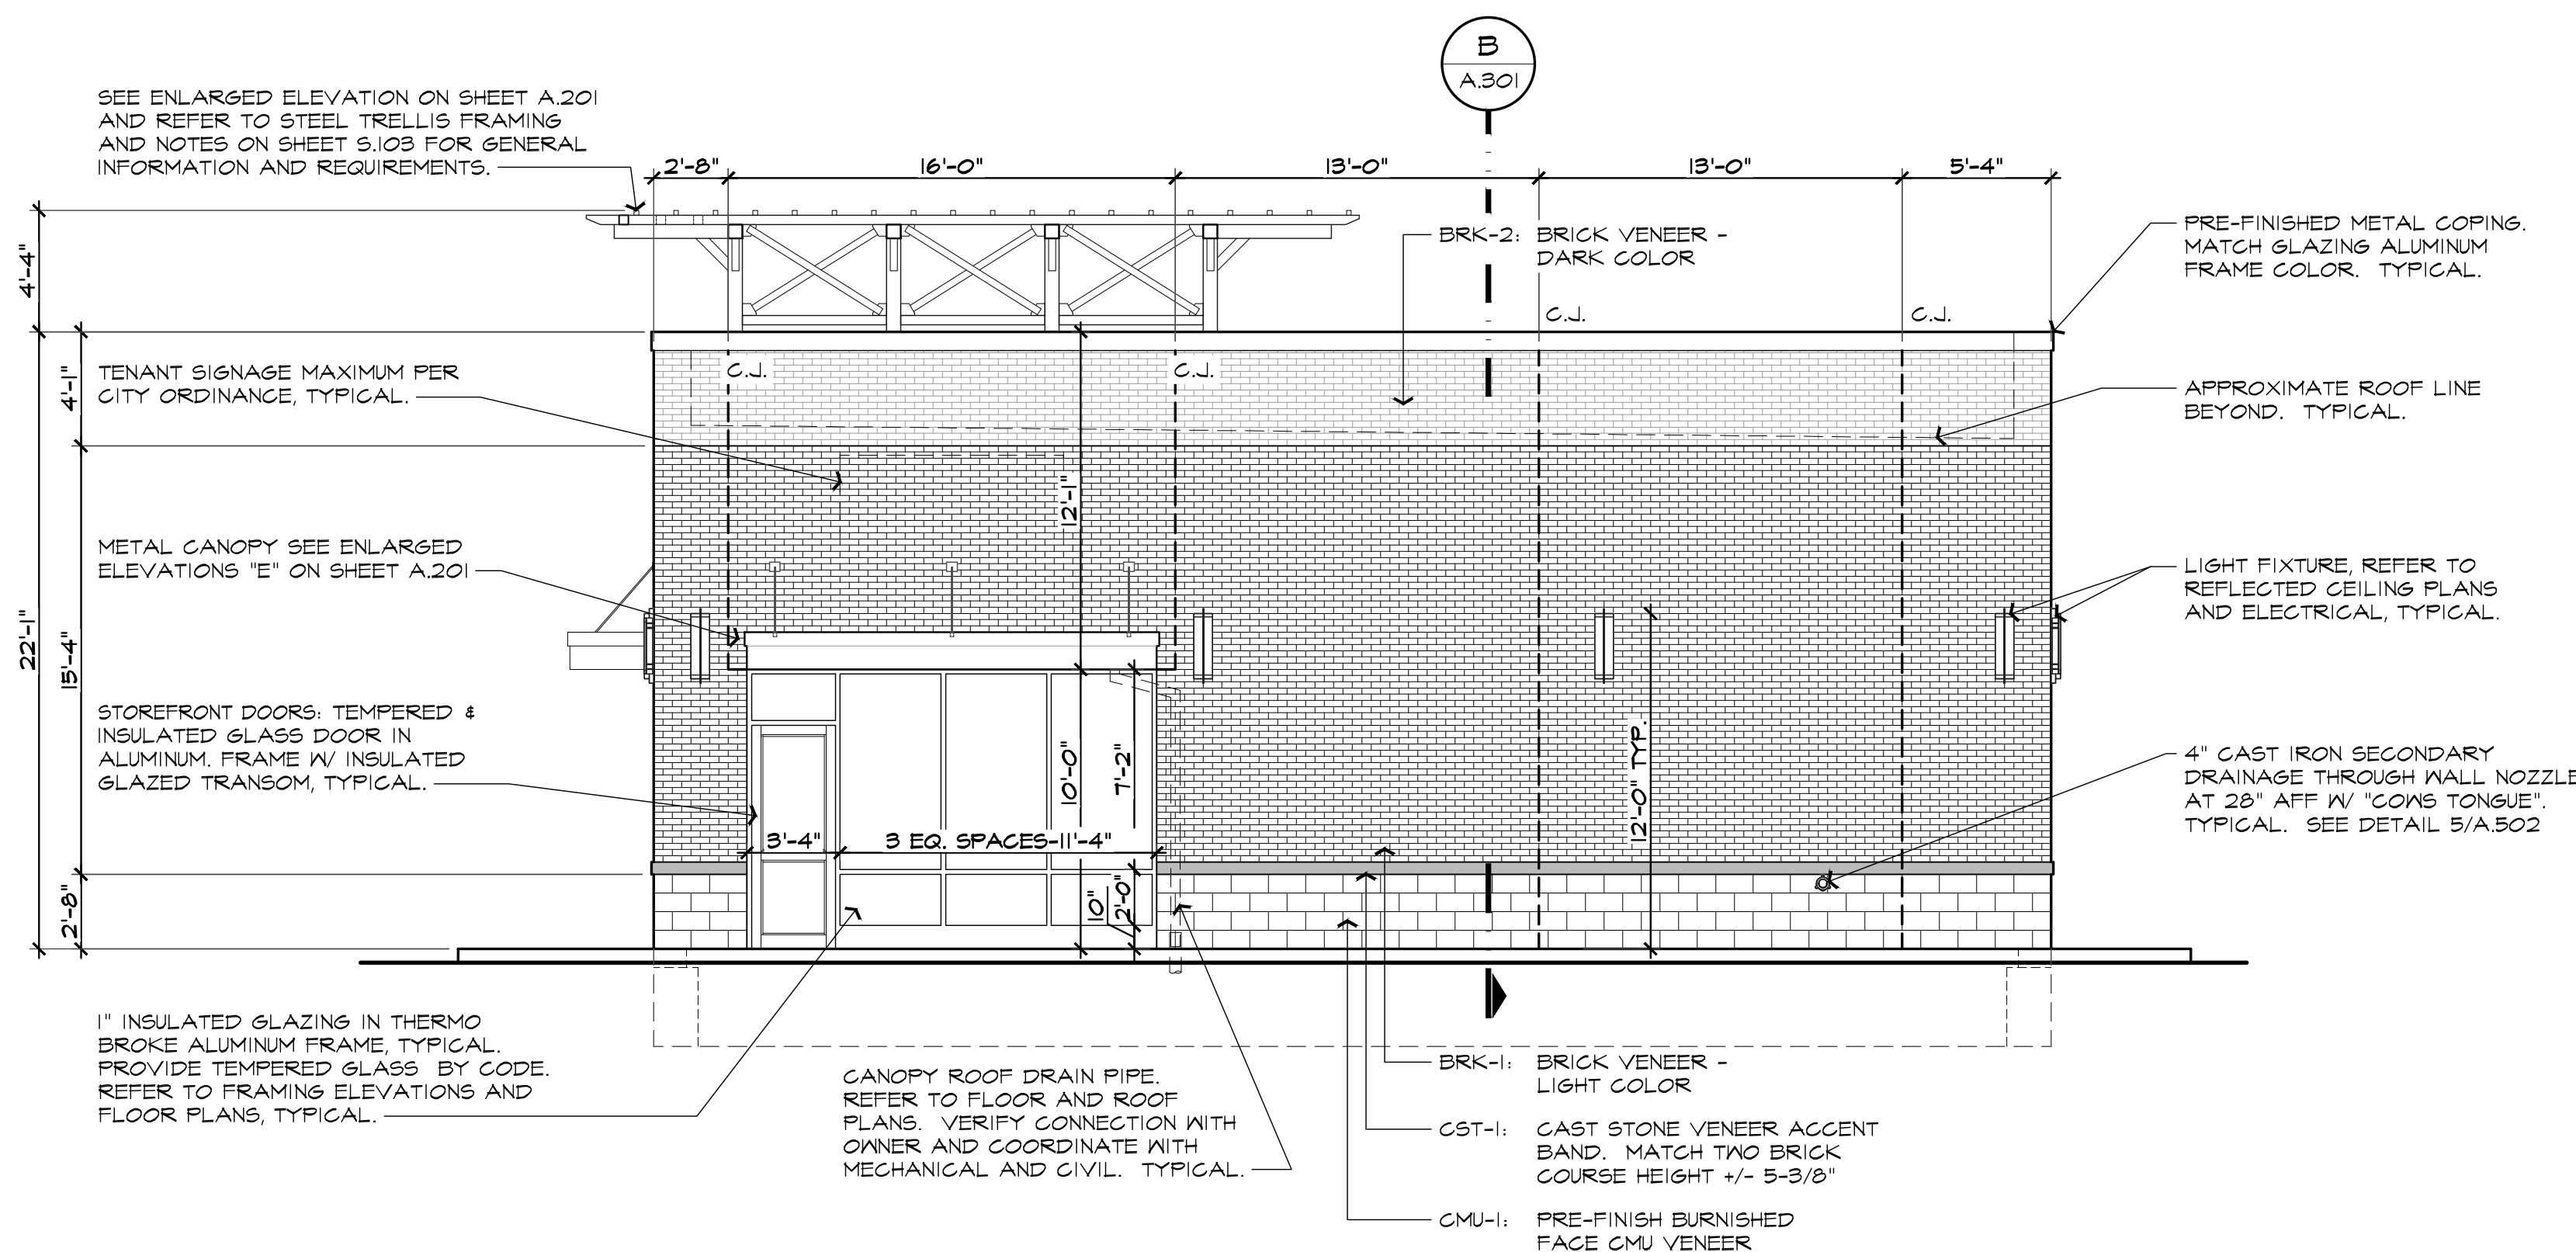 B
A.301
SEE ENLARGED ELEVATION ON SHEET A.201
AND REFER TO STEEL TRELLIS FRAMING
AND NOTES ON SHEET S.103 FOR GENERAL
INFORMATION AND REQUIREMENTS.
2'-8"
16'-0"
13'-0"
13'-0"
5'-4"
4'-4"
22'-1"
4'-1"
15'-4"
2'-8"
BRK-2: BRICK VENEER -
DARK COLOR
PRE-FINISHED METAL COPING.
MATCH GLAZING ALUMINUM
FRAME COLOR. TYPICAL.
C.J.
C.J.
C.J.
C.J.
TENANT SIGNAGE MAXIMUM PER
CITY ORDINANCE, TYPICAL.
APPROXIMATE ROOF LINE
BEYOND. TYPICAL.
12'-1"
METAL CANOPY SEE ENLARGED
ELEVATIONS "E" ON SHEET A.201
LIGHT FIXTURE, REFER TO
REFLECTED CEILING PLANS
AND ELECTRICAL, TYPICAL.
STOREFRONT DOORS: TEMPERED &
INSULATED GLASS DOOR IN
ALUMINUM. FRAME W/ INSULATED
GLAZED TRANSOM, TYPICAL.
10'-0"
7'-2"
12'-0" TYP.
4" CAST IRON SECONDARY
DRAINAGE THROUGH WALL NOZZLE
AT 28" AFF W/ "COWS TONGUE".
TYPICAL. SEE DETAIL 5/A.502
3'-4"
3 EQ. SPACES-11'-4"
10"
2'-0"
1" INSULATED GLAZING IN THERMO
BROKE ALUMINUM FRAME, TYPICAL.
PROVIDE TEMPERED GLASS BY CODE.
REFER TO FRAMING ELEVATIONS AND
FLOOR PLANS, TYPICAL.
CANOPY ROOF DRAIN PIPE.
REFER TO FLOOR AND ROOF
PLANS. VERIFY CONNECTION WITH
OWNER AND COORDINATE WITH
MECHANICAL AND CIVIL. TYPICAL.
BRK-1: BRICK VENEER -
LIGHT COLOR
CST-1: CAST STONE VENEER ACCENT
BAND. MATCH TWO BRICK
COURSE HEIGHT +/- 5-3/8"
CMU-1: PRE-FINISH BURNISHED
FACE CMU VENEER